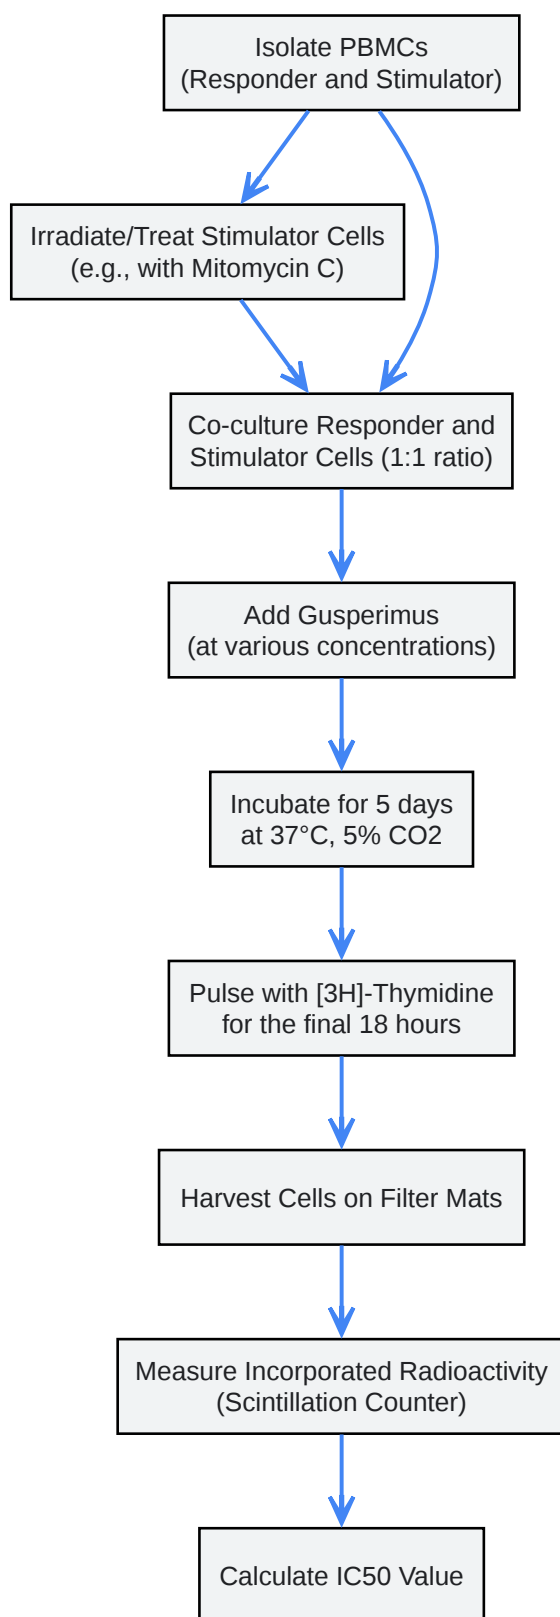 Isolate PBMCs
(Responder and Stimulator)
Irradiate/Treat Stimulator Cells
(e.g., with Mitomycin C)
Co-culture Responder and
Stimulator Cells (1:1 ratio)
Add Gusperimus
(at various concentrations)
Incubate for 5 days
at 37°C, 5% CO2
Pulse with [3H]-Thymidine
for the final 18 hours
Harvest Cells on Filter Mats
Measure Incorporated Radioactivity
(Scintillation Counter)
Calculate IC50 Value